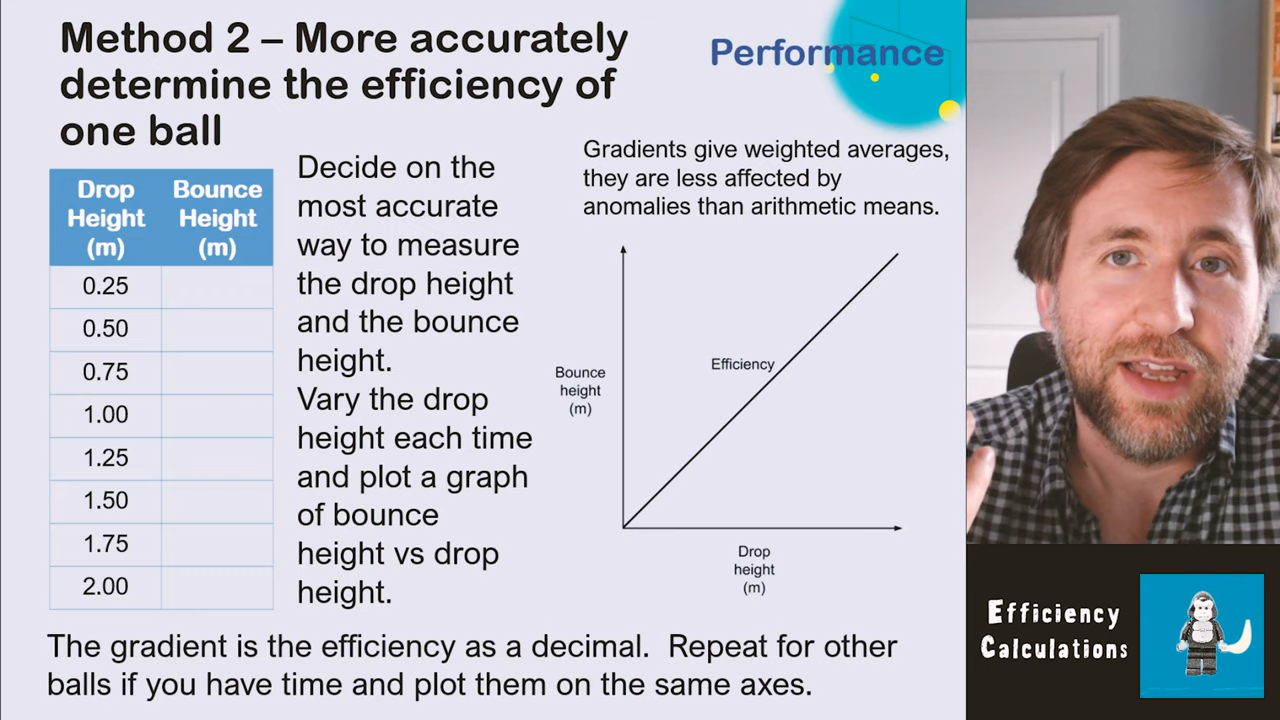 Method 2 – More accurately
determine the efficiency of
one ball
Performance
Drop
Height
(m)
Bounce
Height
(m)
0.25
0.50
0.75
1.00
1.25
1.50
1.75
2.00
Decide on the
most accurate
way to measure
the drop height
and the bounce
height.
Vary the drop
height each time
and plot a graph
of bounce
height vs drop
height.
Gradients give weighted averages,
they are less affected by
anomalies than arithmetic means.
Bounce
height
(m)
Efficiency
Drop
height
(m)
The gradient is the efficiency as a decimal.  Repeat for other
balls if you have time and plot them on the same axes.
Efficiency
Calculations